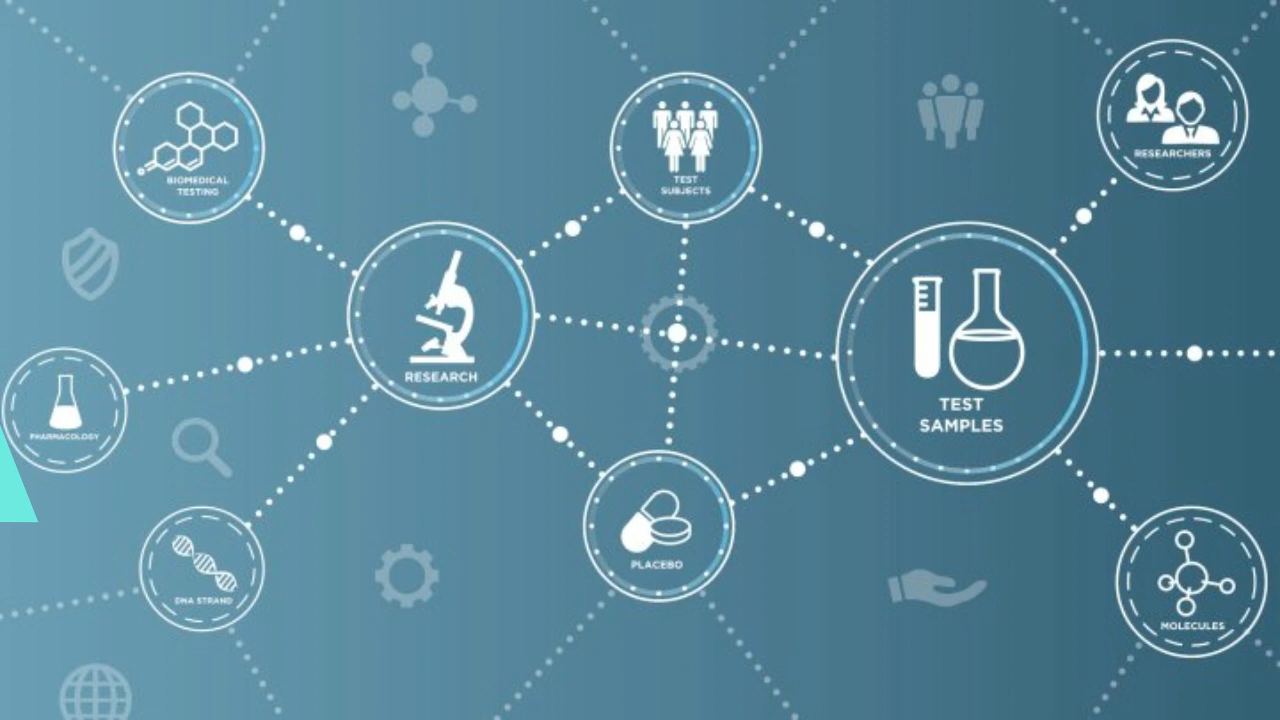 BIOMEDICAL
TESTING
TEST
SUBJECTS
RESEARCHERS
RESEARCH
TEST
SAMPLES
PHARMACOLOGY
PLACEBO
DNA STRAND
MOLECULES